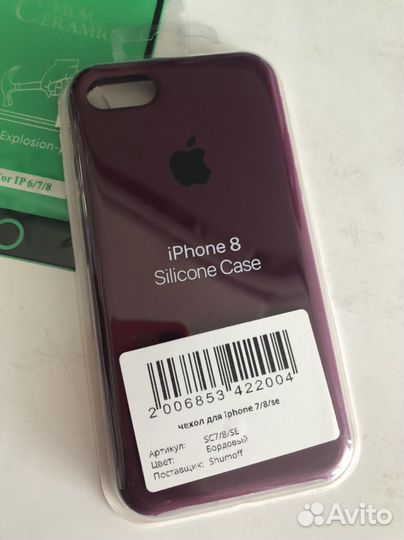 FILM
CERAMIC
Explosion-
for IP 6/7/8
iPhone 8
Silicone Case
2 006853 422004
чехол для iphone 7/8/se
Артикул: SC7/8/SE
Цвет: Бордовый
Поставщик: Shumoff
Avito